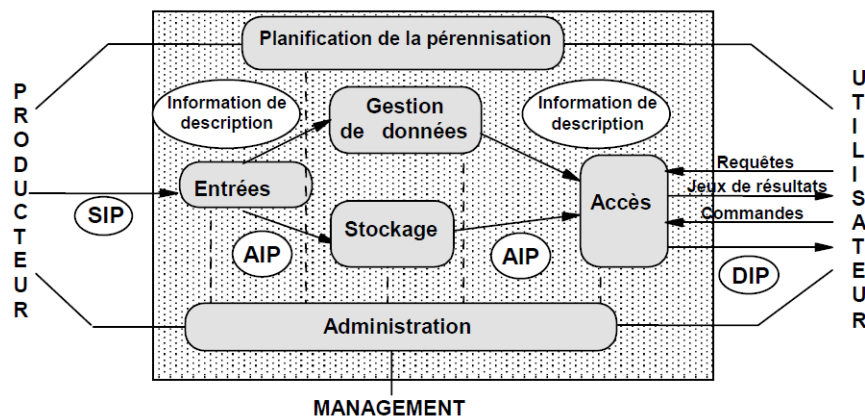 Planification de la pérennisation
PRODUCTEUR
UTILISATEUR
Information de
description
Gestion
de données
Information de
description
Requêtes
Entrées
Accès
Jeux de résultats
SIP
Stockage
Commandes
AIP
AIP
DIP
Administration
MANAGEMENT